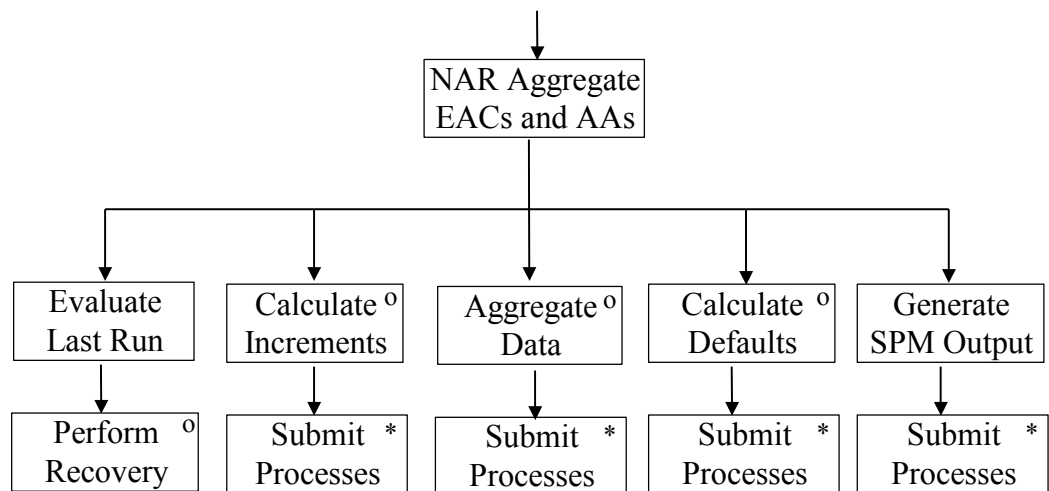 NAR Aggregate
EACs and AAs
Evaluate
Last Run
Calculate o
Increments
Aggregate o
Data
Calculate o
Defaults
Generate
SPM Output
Perform o
Recovery
Submit *
Processes
Submit *
Processes
Submit *
Processes
Submit *
Processes